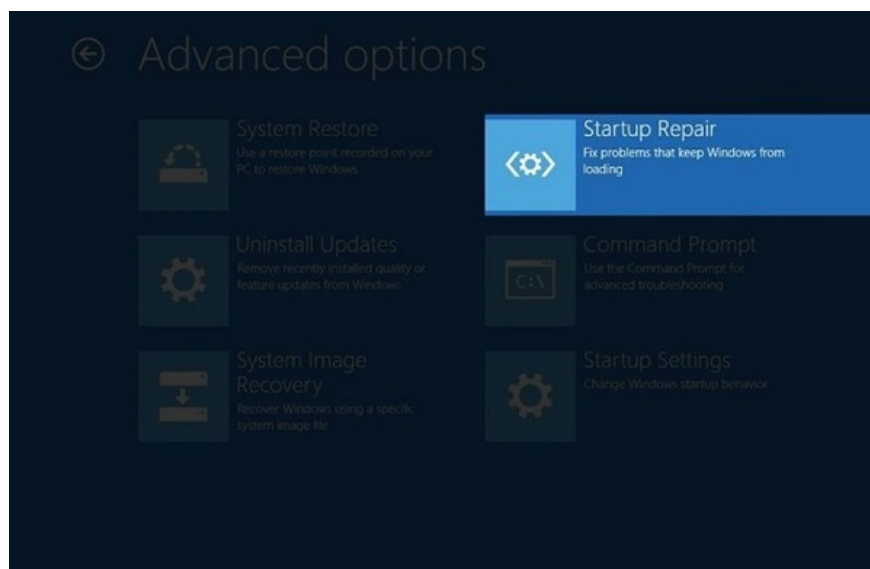 Advanced options
System Restore
Use a restore point recorded on your
PC to restore Windows
Startup Repair
Fix problems that keep Windows from
loading
Uninstall Updates
Remove recently installed quality or
feature updates from Windows
Command Prompt
Use the Command Prompt for
advanced troubleshooting
C:\
System Image
Recovery
Recover Windows using a specific
system image file
Startup Settings
Change Windows startup behavior